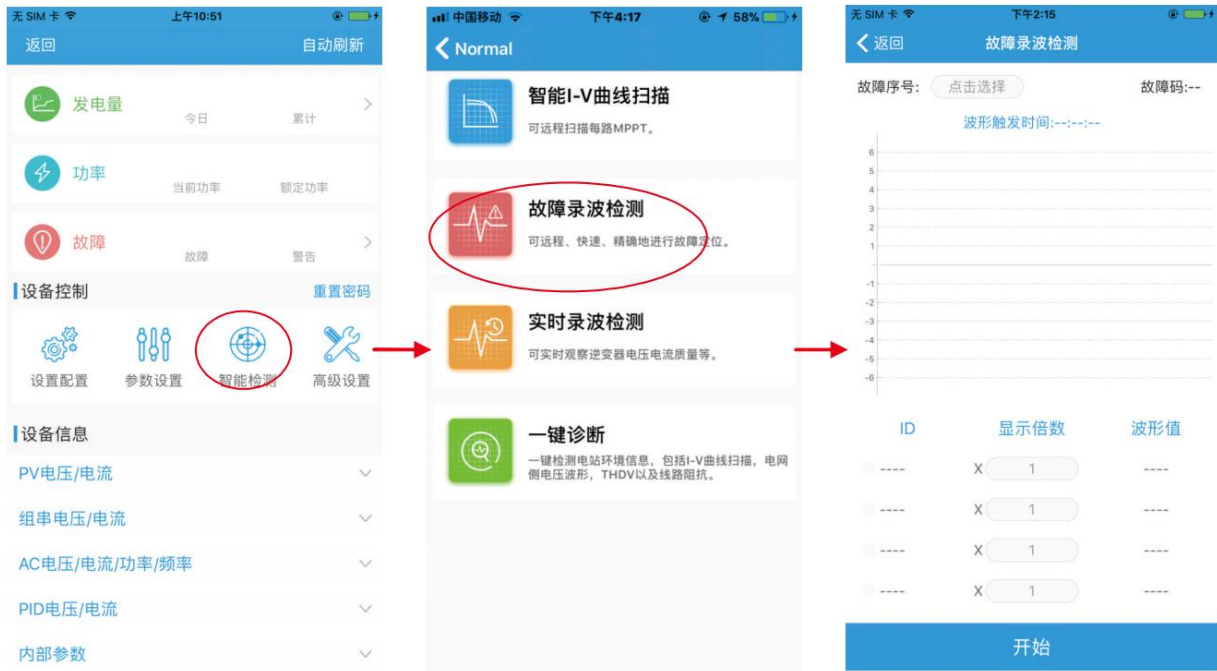 无 SIM 卡 上午10:51
返回 自动刷新
发电量
今日 累计
功率
当前功率 额定功率
故障
故障 警告
设备控制 重置密码
设置配置 参数设置 智能检测 高级设置
设备信息
PV电压/电流
组串电压/电流
AC电压/电流/功率/频率
PID电压/电流
内部参数
中国移动 下午4:17 58%
Normal
智能I-V曲线扫描
可远程扫描每路MPPT。
故障录波检测
可远程、快速、精确地进行故障定位。
实时录波检测
可实时观察逆变器电压电流质量等。
一键诊断
一键检测电站环境信息，包括I-V曲线扫描，电网
侧电压波形，THDV以及线路阻抗。
无 SIM 卡 下午2:15
返回 故障录波检测
故障序号: 点击选择 故障码:--
波形触发时间:--:--:--
6
5
4
3
2
1
-1
-2
-3
-4
-5
-6
ID 显示倍数 波形值
---- X 1 ----
---- X 1 ----
---- X 1 ----
---- X 1 ----
开始